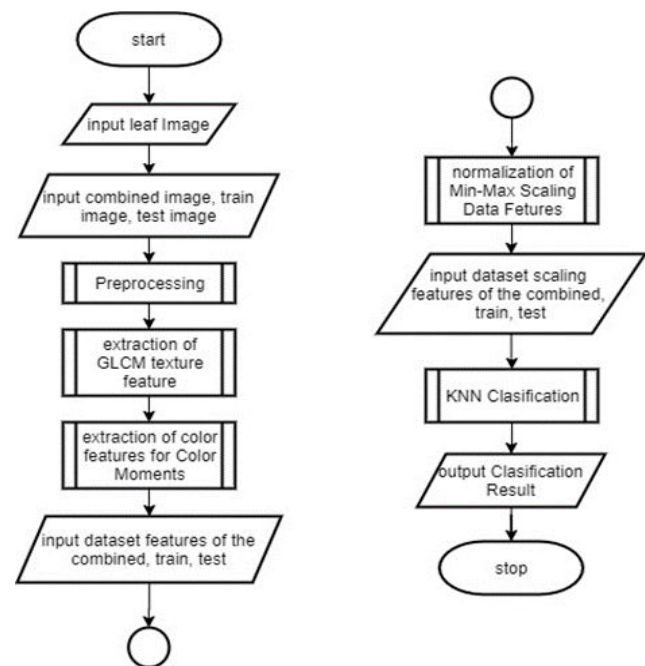 start
input leaf Image
input combined image, train
image, test image
Preprocessing
extraction of
GLCM texture
feature
extraction of color
features for Color
Moments
input dataset features of the
combined, train, test
normalization of
Min-Max Scaling
Data Fetures
input dataset scaling
features of the combined,
train, test
KNN Clasification
output Clasification
Result
stop